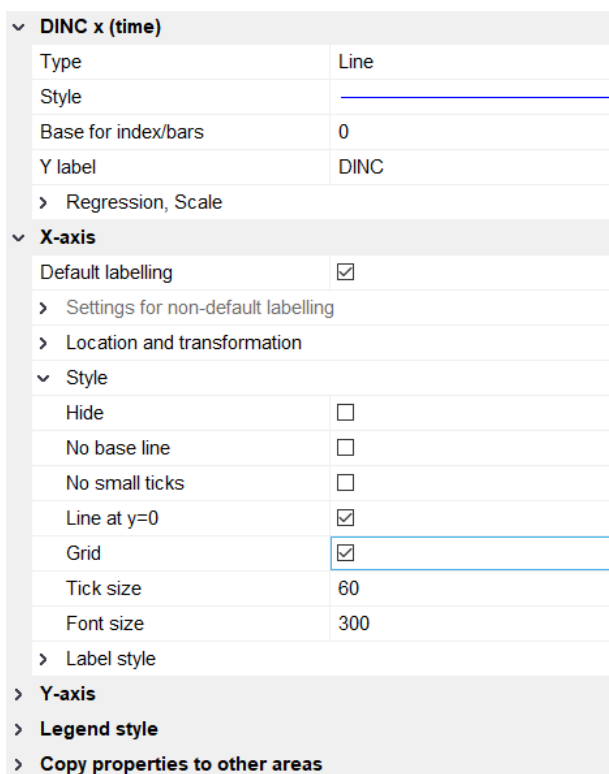 DINC x (time)
Type Line
Style
Base for index/bars 0
Y label DINC
Regression, Scale
X-axis
Default labelling
Settings for non-default labelling
Location and transformation
Style
Hide
No base line
No small ticks
Line at y=0
Grid
Tick size 60
Font size 300
Label style
Y-axis
Legend style
Copy properties to other areas